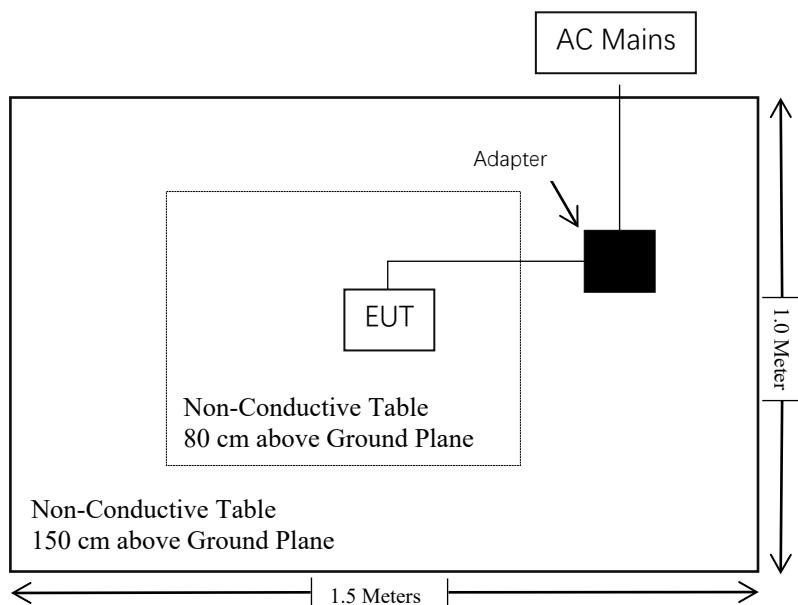 AC Mains
Adapter
EUT
1.0 Meter
Non-Conductive Table
80 cm above Ground Plane
Non-Conductive Table
150 cm above Ground Plane
1.5 Meters